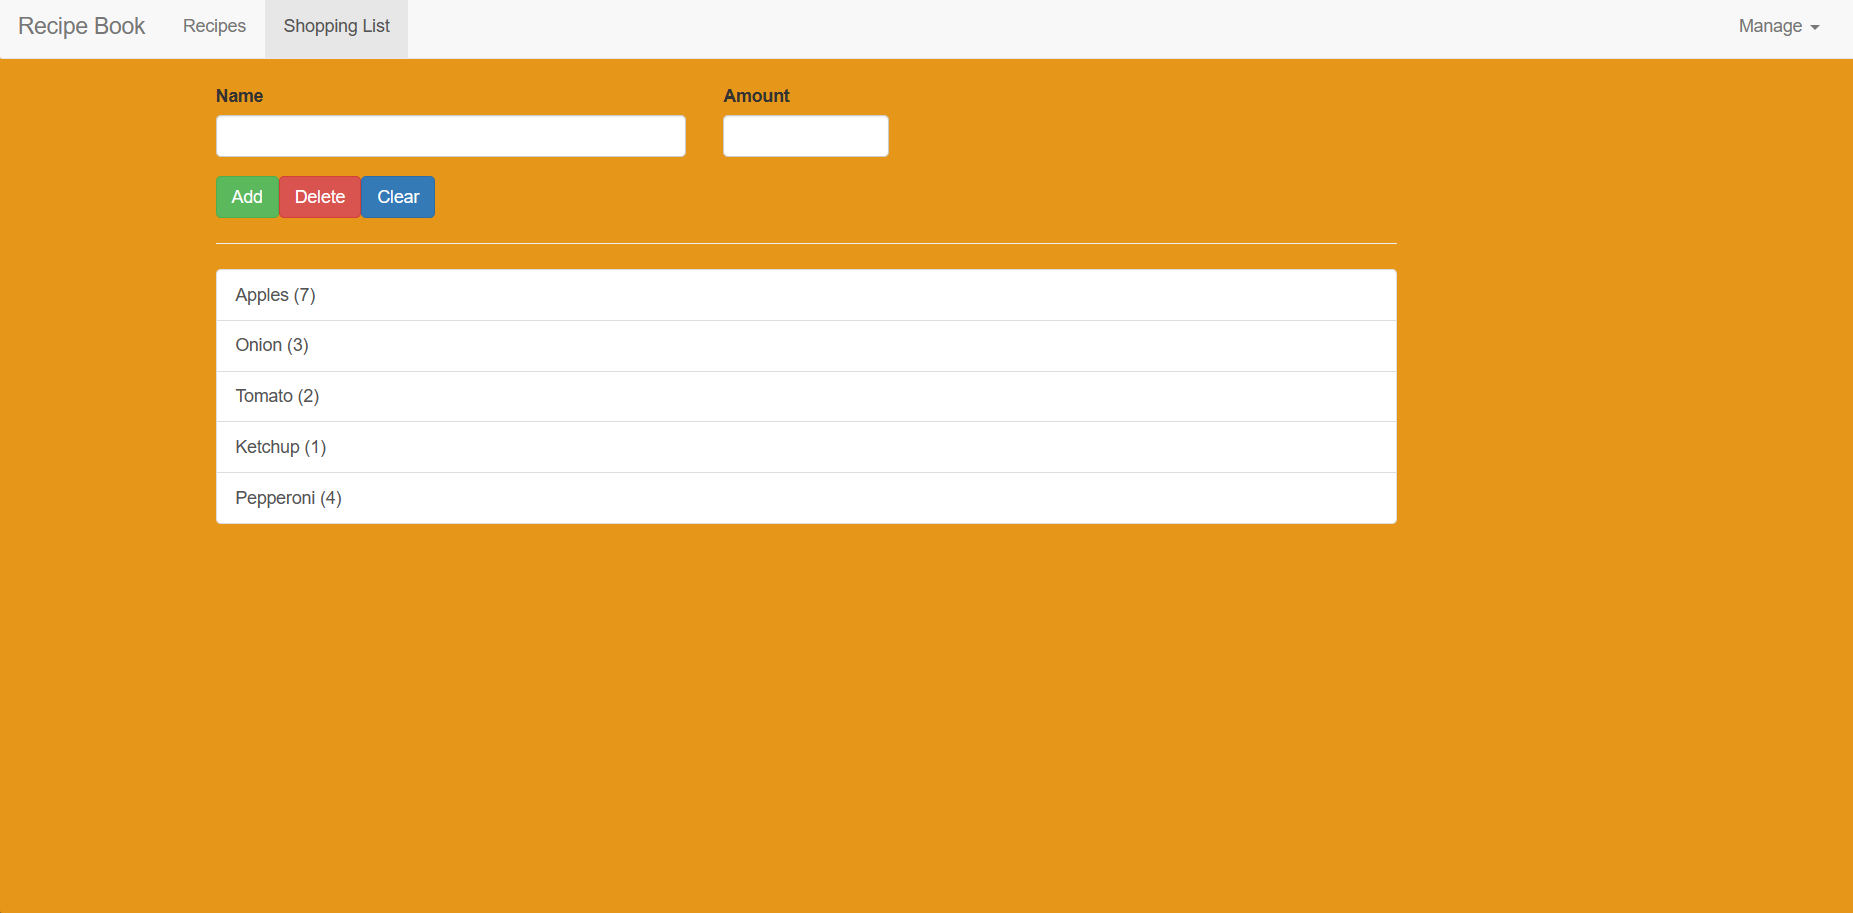 Recipe Book Recipes Shopping List Manage
Name Amount
Add Delete Clear
Apples (7)
Onion (3)
Tomato (2)
Ketchup (1)
Pepperoni (4)